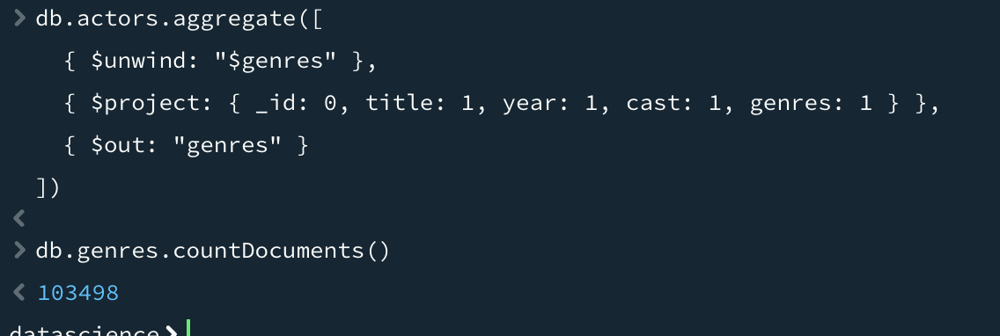 > db.actors.aggregate([
{ $unwind: "$genres" },
{ $project: { _id: 0, title: 1, year: 1, cast: 1, genres: 1 } },
{ $out: "genres" }
])
<
> db.genres.countDocuments()
< 103498
datascience>